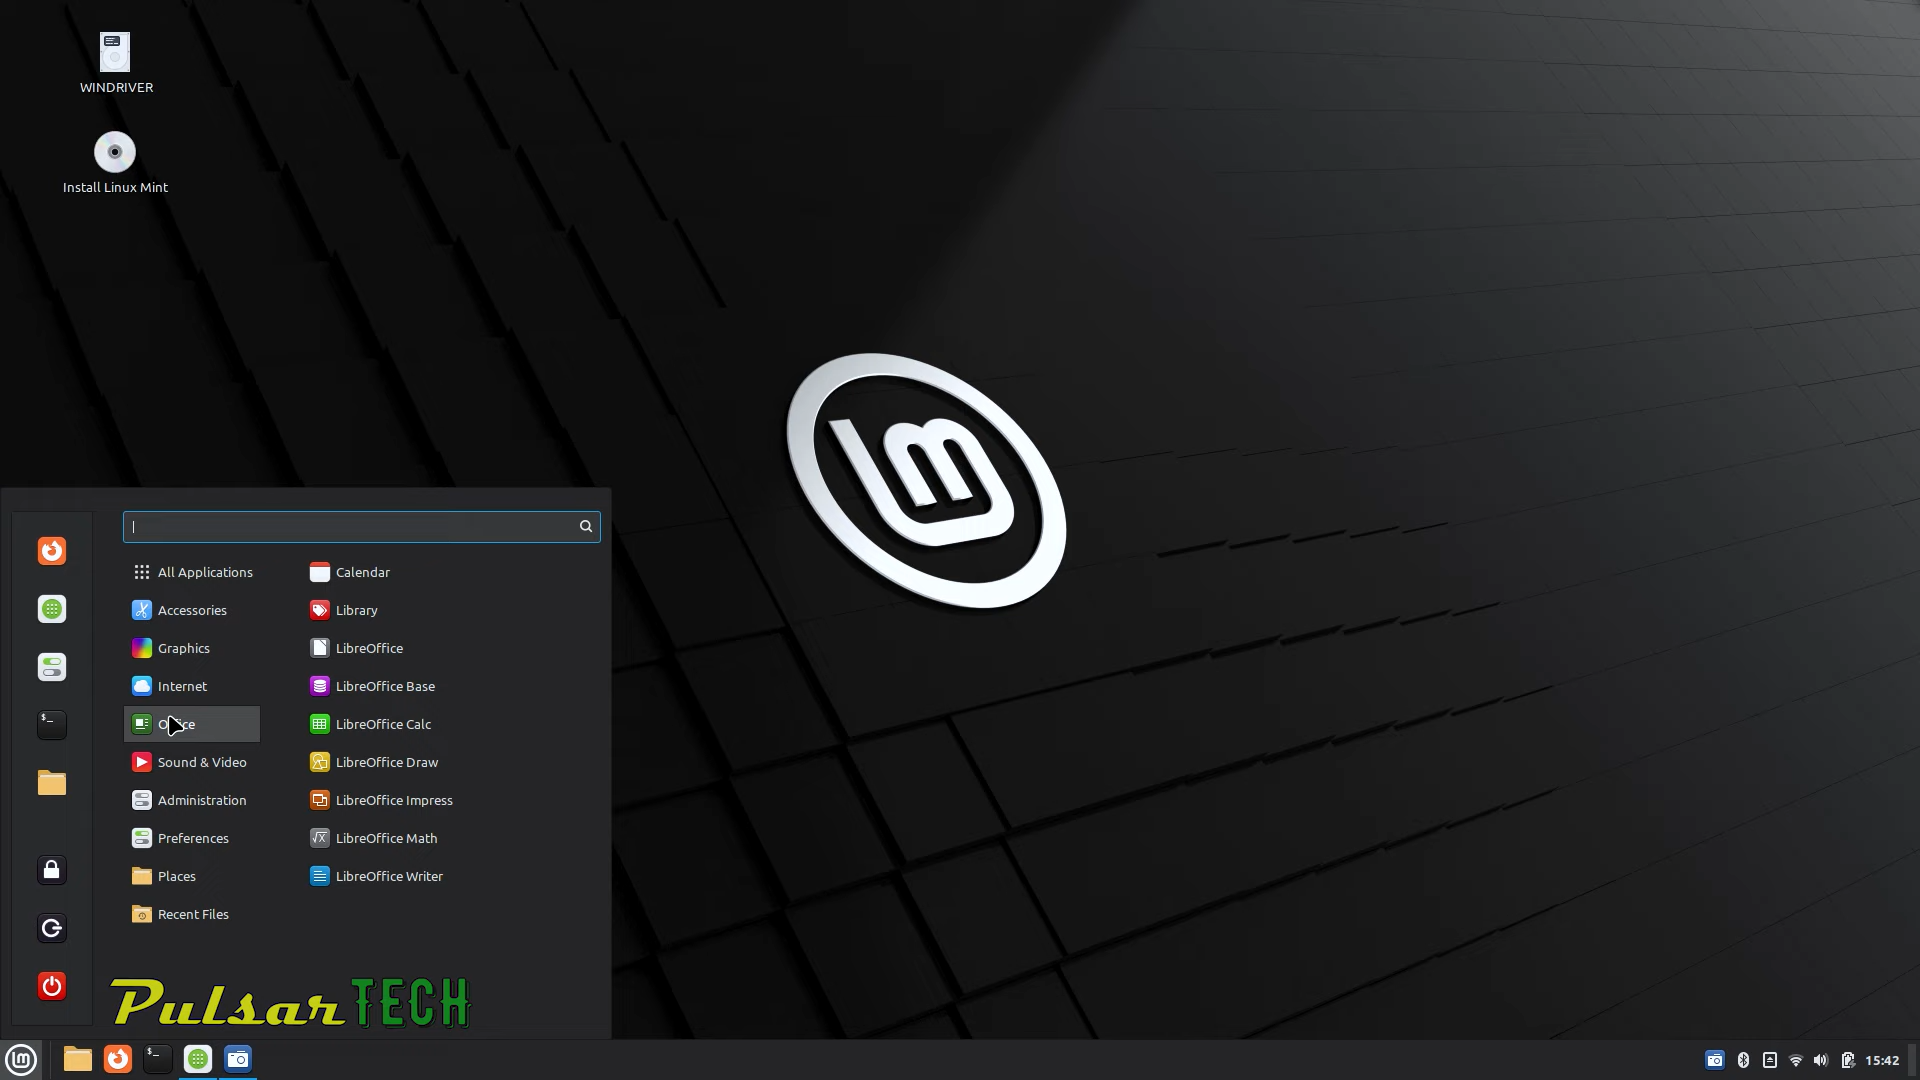 WINDRIVER
Install Linux Mint
All Applications
Accessories
Graphics
Internet
Office
Sound & Video
Administration
Preferences
Places
Recent Files
Calendar
Library
LibreOffice
LibreOffice Base
LibreOffice Calc
LibreOffice Draw
LibreOffice Impress
LibreOffice Math
LibreOffice Writer
PulsarTECH
15:42